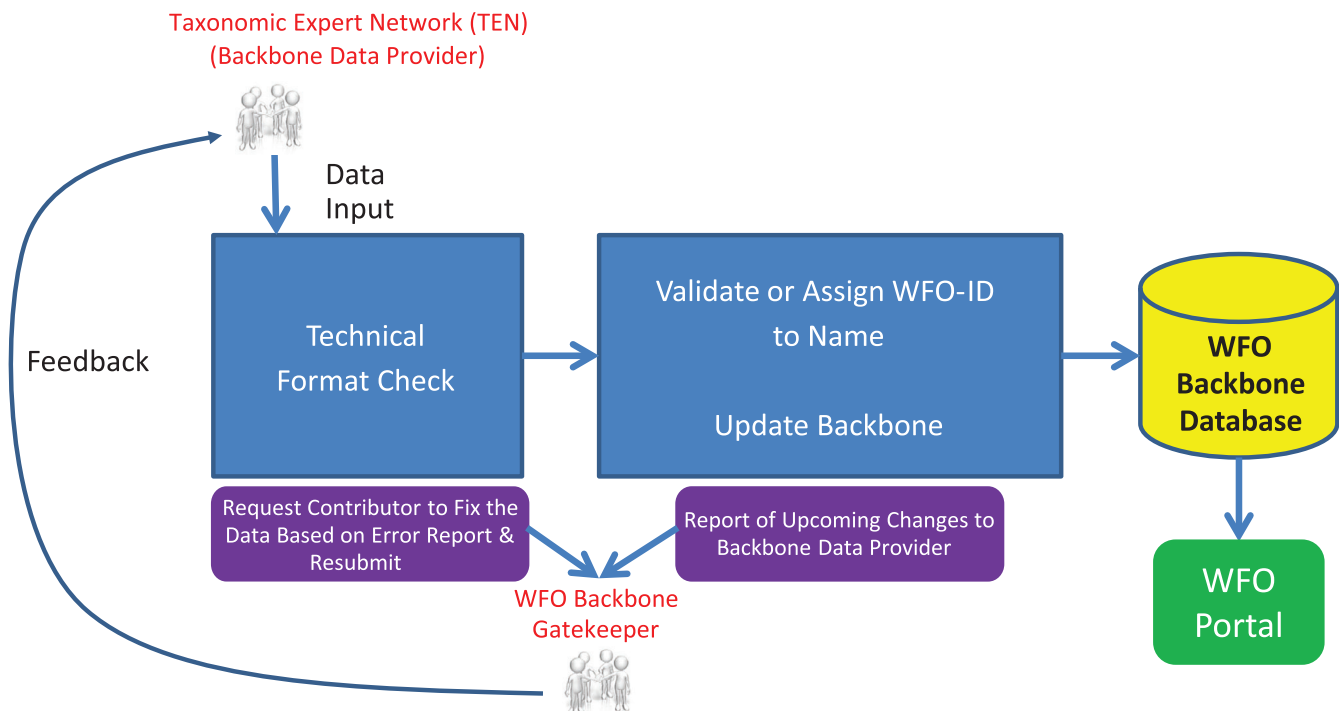 Taxonomic Expert Network (TEN)
(Backbone Data Provider)
Data
Input
Technical
Format Check
Validate or Assign WFO-ID
to Name
Update Backbone
WFO
Backbone
Database
Feedback
Request Contributor to Fix the
Data Based on Error Report &
Resubmit
Report of Upcoming Changes to
Backbone Data Provider
WFO Backbone
Gatekeeper
WFO
Portal